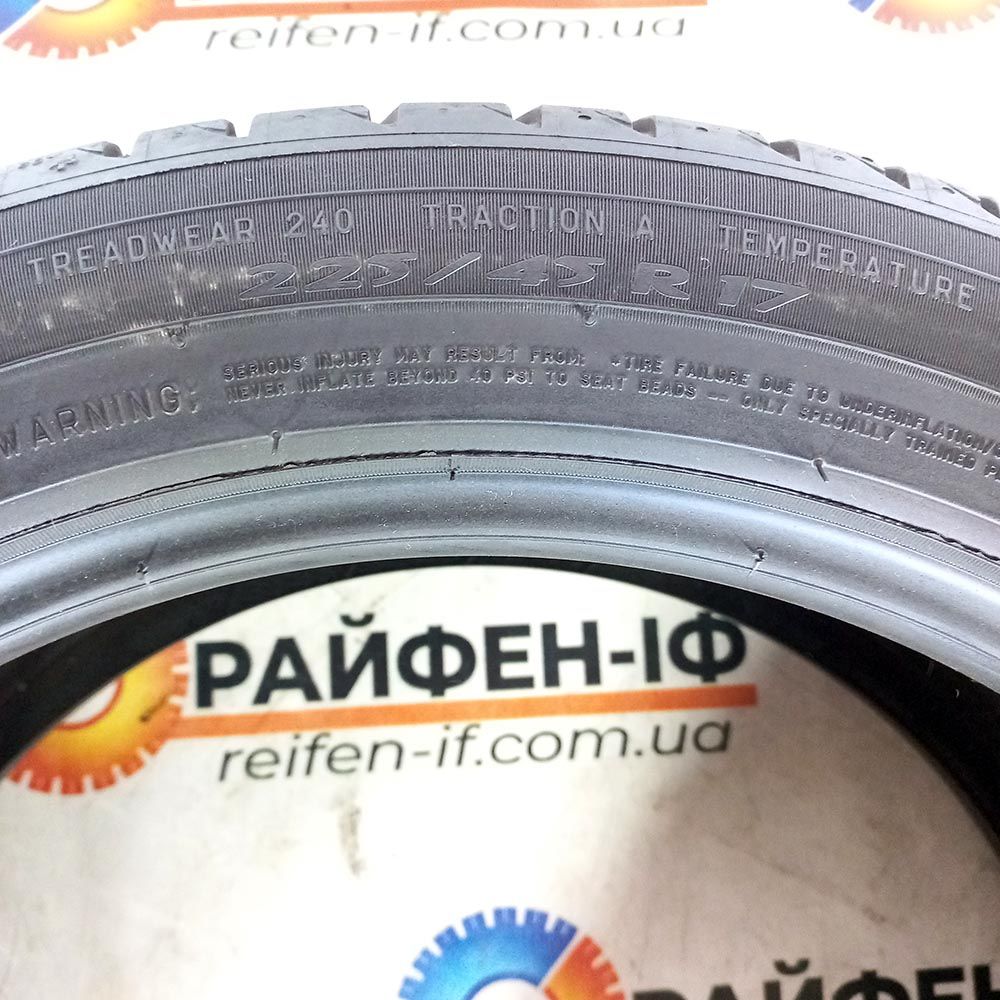 reifen-if.com.ua
TREADWEAR 240 TRACTION A TEMPERATURE
225/45 R 17
WARNING:
SERIOUS INJURY MAY RESULT FROM: •TIRE FAILURE DUE TO UNDERINFLATION/
NEVER INFLATE BEYOND 40 PSI TO SEAT BEADS -- ONLY SPECIALLY TRAINED
РАЙФЕН-ІФ
reifen-if.com.ua
РАЙФЕН